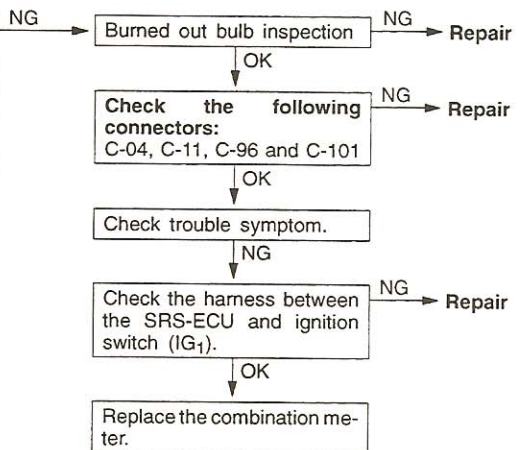 NG
Burned out bulb inspection
NG
Repair
OK
Check the following
connectors:
C-04, C-11, C-96 and C-101
NG
Repair
OK
Check trouble symptom.
NG
Check the harness between
the SRS-ECU and ignition
switch (IG1).
NG
Repair
OK
Replace the combination me-
ter.